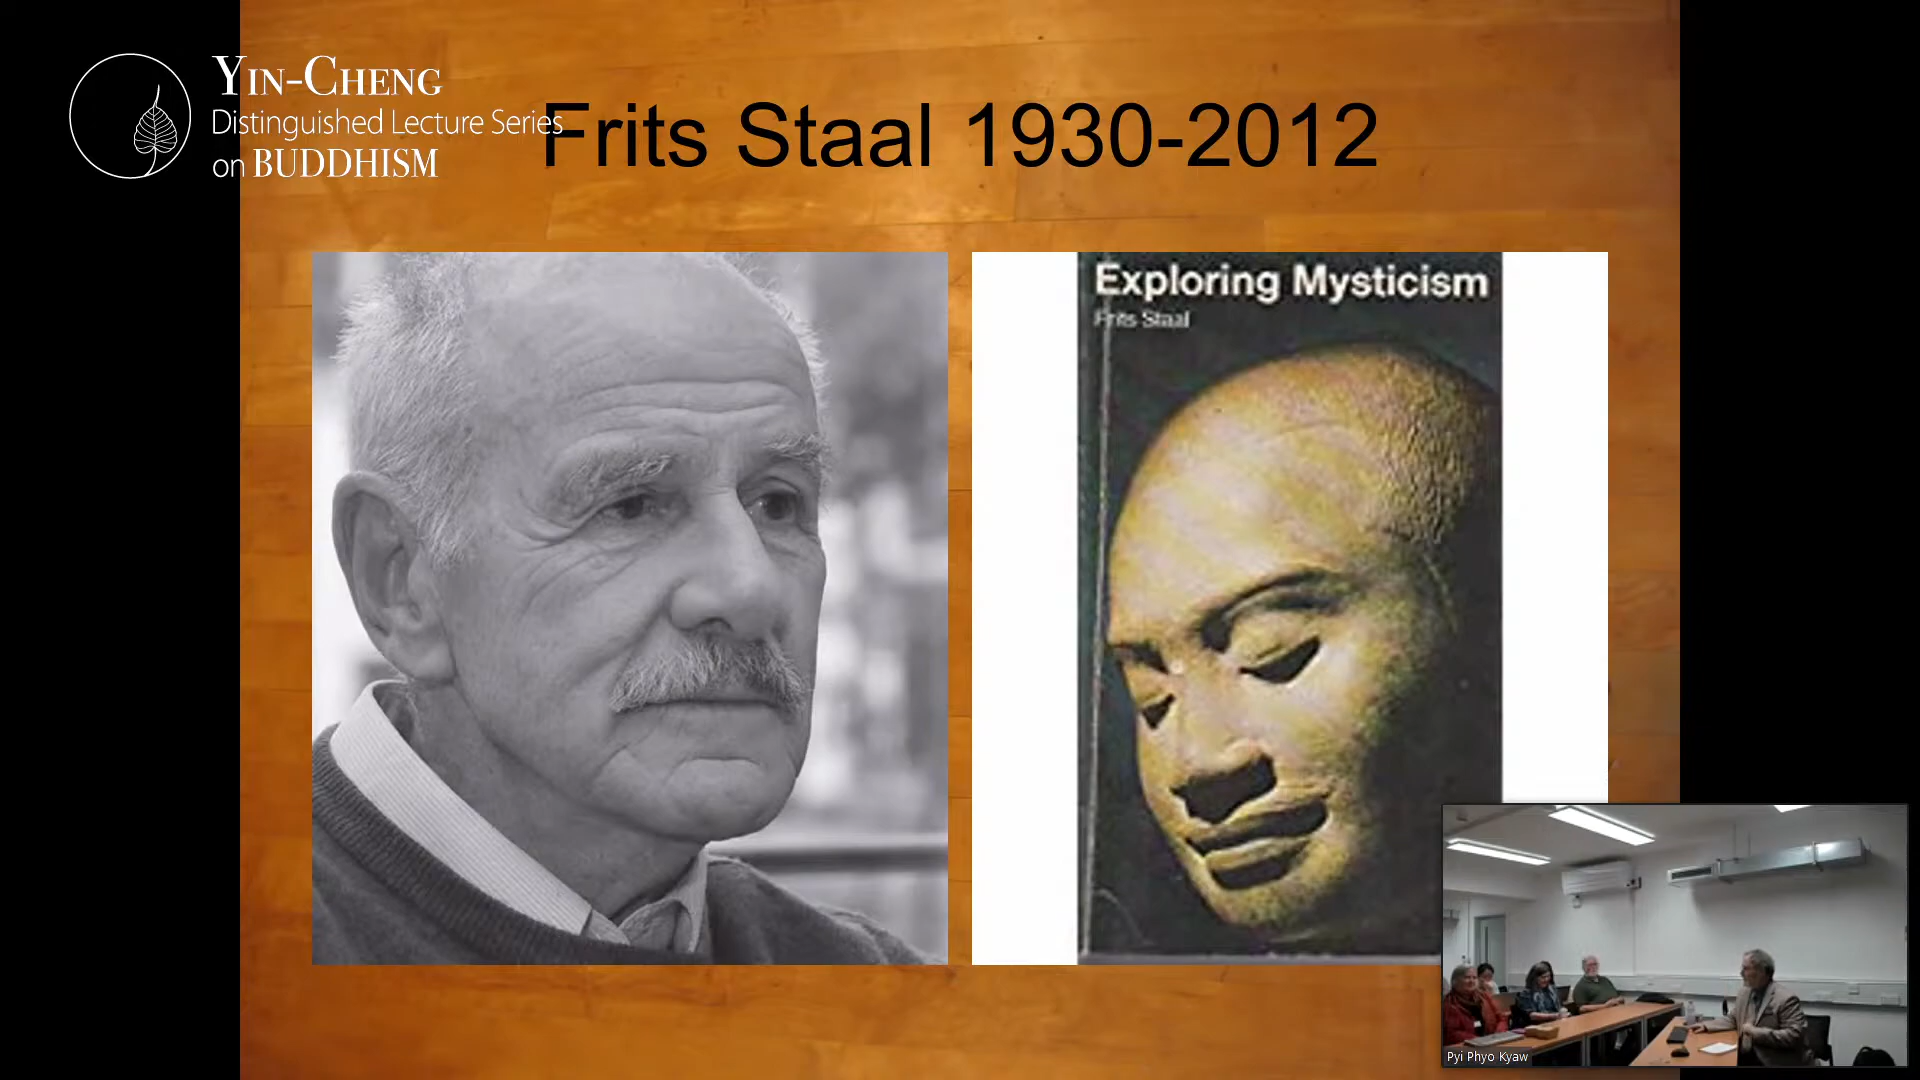 YIN-CHENG
Distinguished Lecture Series
on BUDDHISM
Frits Staal 1930-2012
Exploring Mysticism
Frits Staal
Pyi Phyo Kyaw